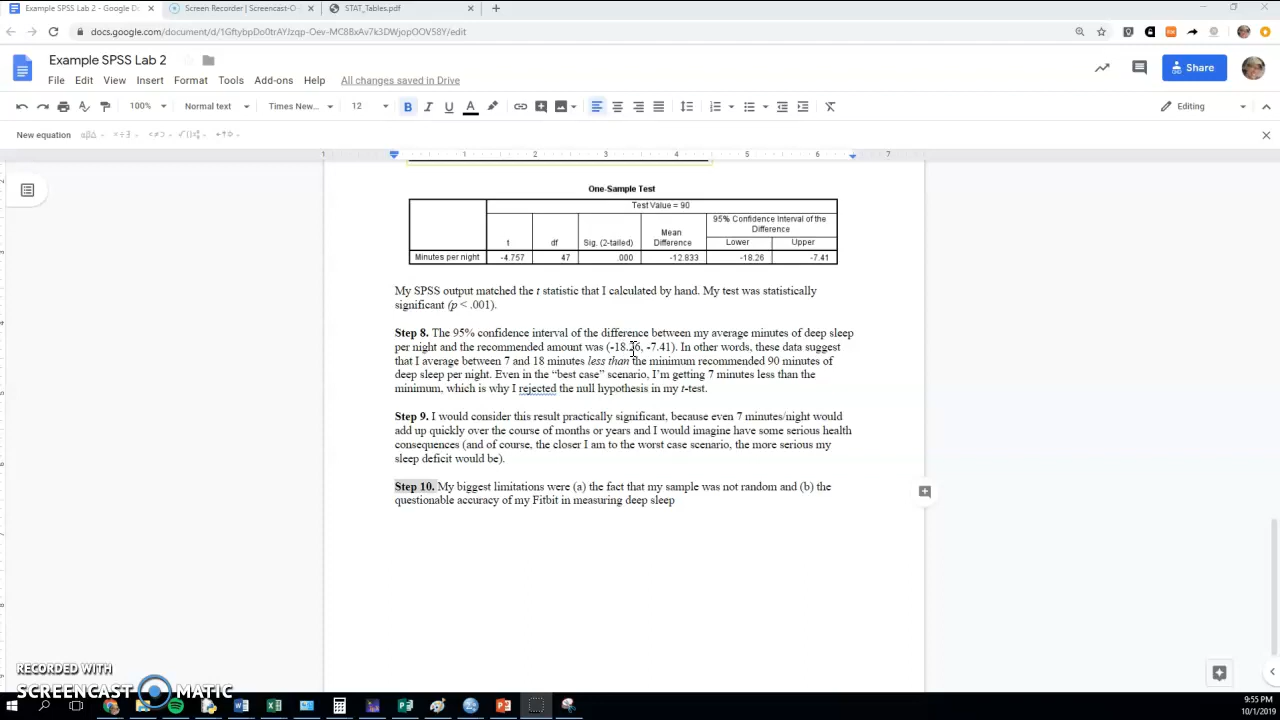 Example SPSS Lab 2 - Google D
Screen Recorder | Screencast-O
STAT_Tables.pdf
docs.google.com/document/d/1GftybpDo0trAYJzqp-Oev-MC88xAv7k3DWjopOOV58Y/edit
Example SPSS Lab 2
File Edit View Insert Format Tools Add-ons Help All changes saved in Drive
Share
100% Normal text Times New... 12 B I U A Editing
New equation
1 1 2 3 4 5 6 7
One-Sample Test
Test Value = 90
95% Confidence Interval of the
Difference
t df Sig. (2-tailed) Mean Difference Lower Upper
Minutes per night -4.757 47 .000 -12.833 -18.26 -7.41
My SPSS output matched the t statistic that I calculated by hand. My test was statistically
significant (p < .001).
Step 8. The 95% confidence interval of the difference between my average minutes of deep sleep
per night and the recommended amount was (-18.26, -7.41). In other words, these data suggest
that I average between 7 and 18 minutes less than the minimum recommended 90 minutes of
deep sleep per night. Even in the “best case” scenario, I’m getting 7 minutes less than the
minimum, which is why I rejected the null hypothesis in my t-test.
Step 9. I would consider this result practically significant, because even 7 minutes/night would
add up quickly over the course of months or years and I would imagine have some serious health
consequences (and of course, the closer I am to the worst case scenario, the more serious my
sleep deficit would be).
Step 10. My biggest limitations were (a) the fact that my sample was not random and (b) the
questionable accuracy of my Fitbit in measuring deep sleep
RECORDED WITH
SCREENCAST MATIC
9:55 PM
10/1/2019